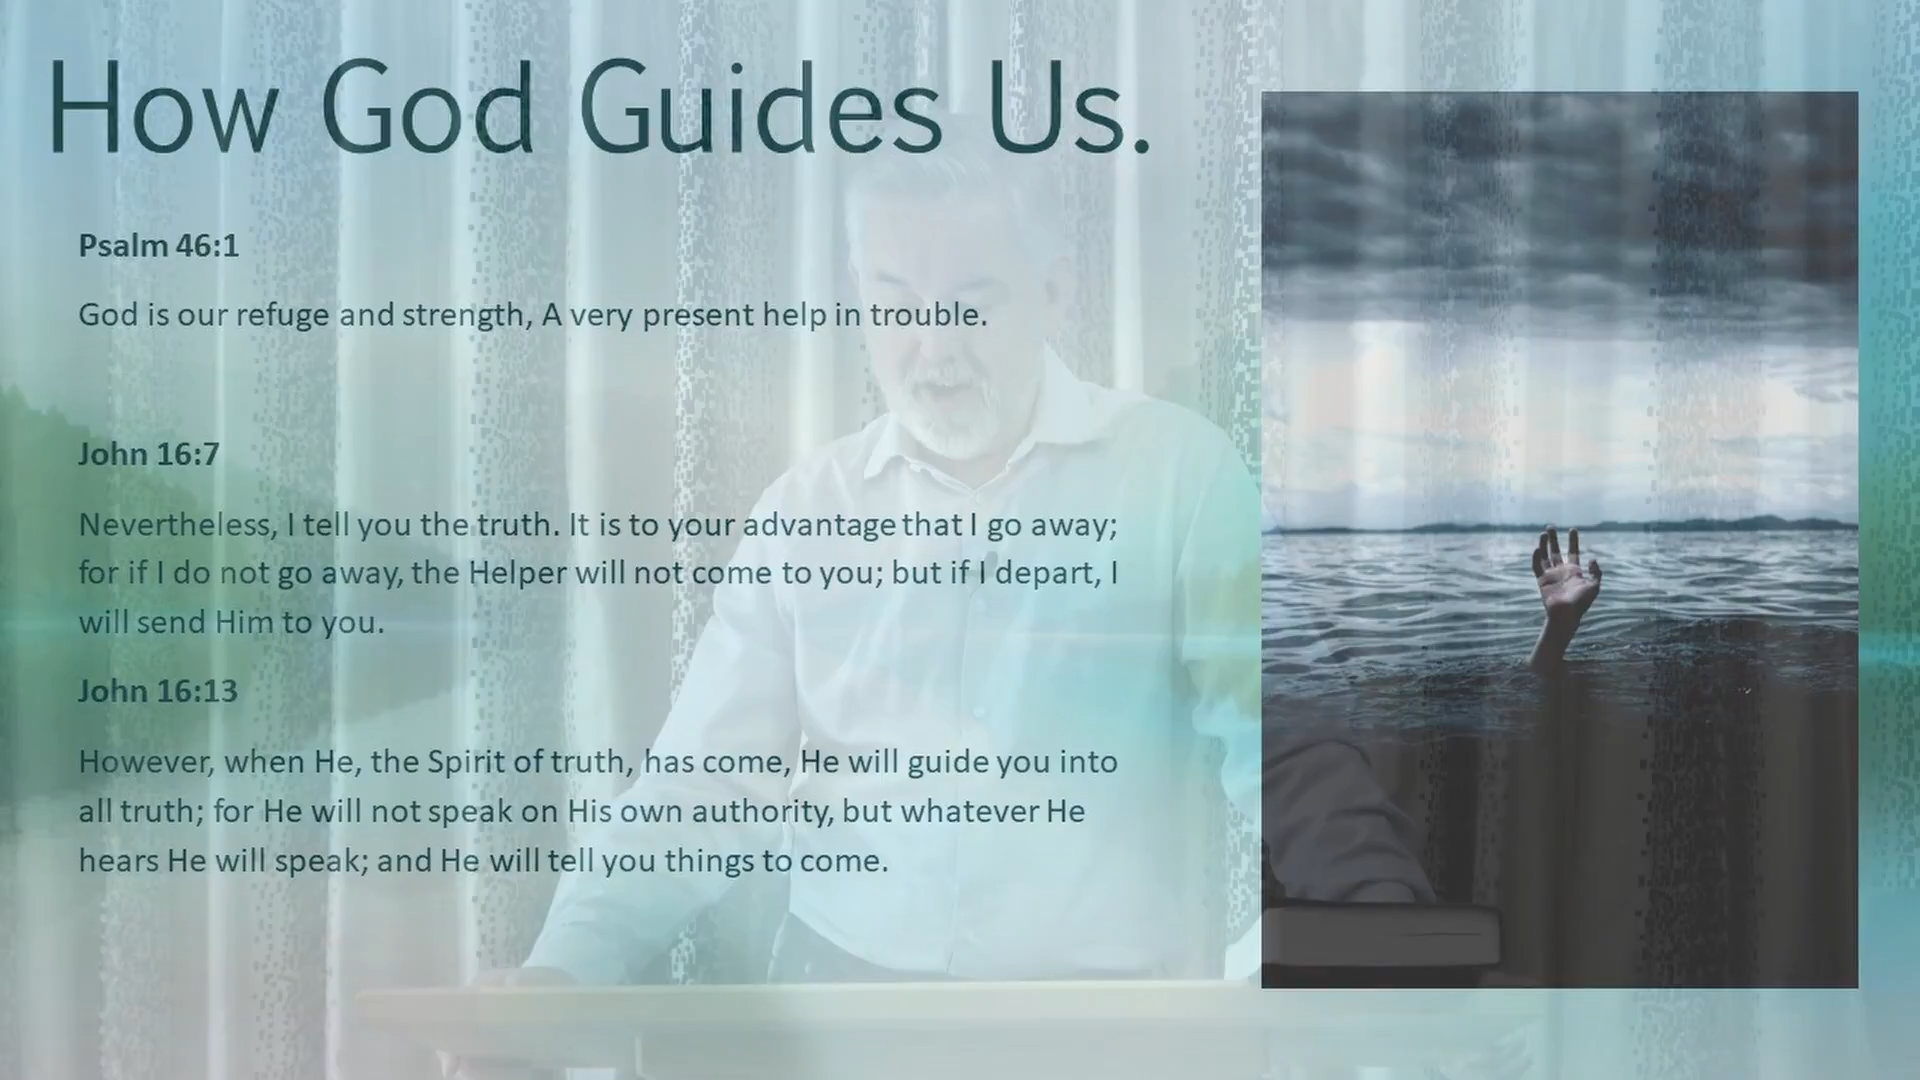 How God Guides Us.
Psalm 46:1
God is our refuge and strength, A very present help in trouble.
John 16:7
Nevertheless, I tell you the truth. It is to your advantage that I go away;
for if I do not go away, the Helper will not come to you; but if I depart, I
will send Him to you.
John 16:13
However, when He, the Spirit of truth, has come, He will guide you into
all truth; for He will not speak on His own authority, but whatever He
hears He will speak; and He will tell you things to come.